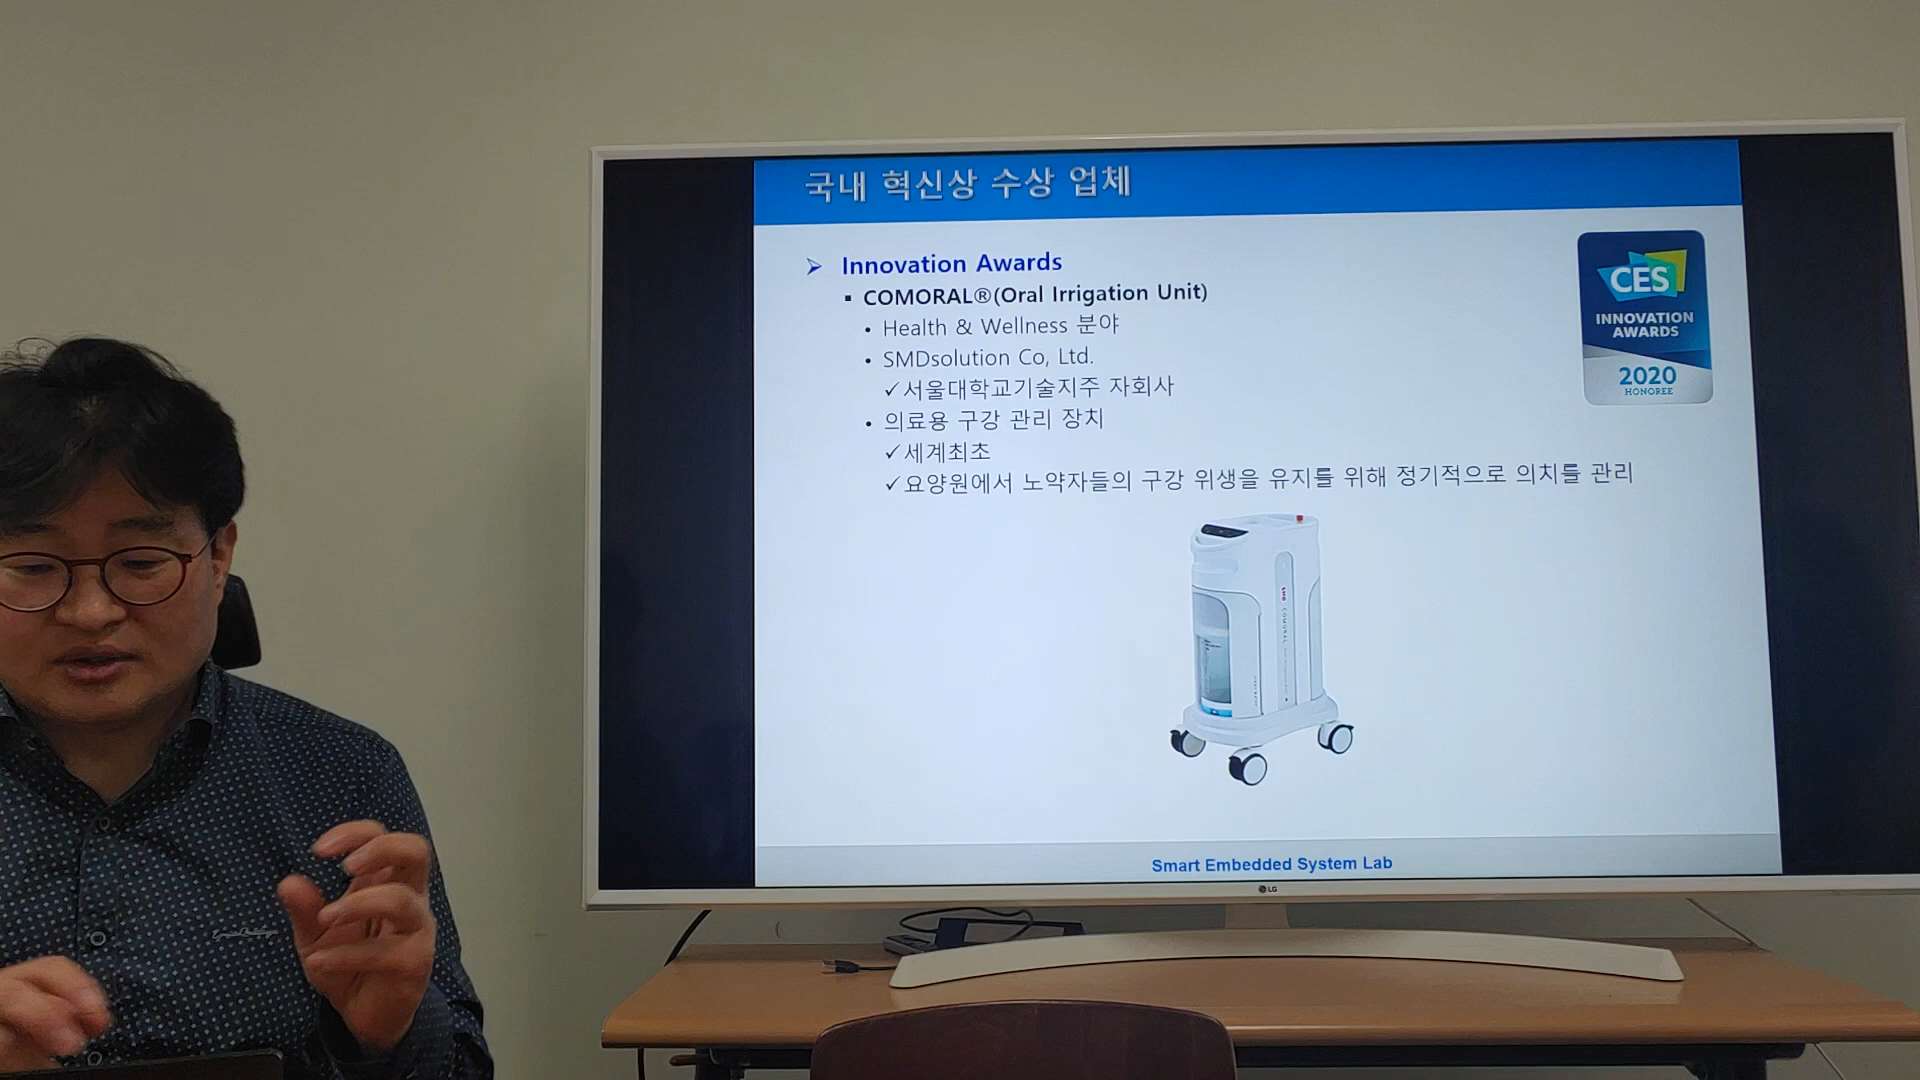 국내 혁신상 수상 업체
➢ Innovation Awards
▪ COMORAL®(Oral Irrigation Unit)
• Health & Wellness 분야
• SMDsolution Co, Ltd.
✓서울대학교기술지주 자회사
• 의료용 구강 관리 장치
✓세계최초
✓요양원에서 노약자들의 구강 위생을 유지를 위해 정기적으로 의치를 관리
CES
INNOVATION
AWARDS
2020
HONOREE
SMD COMORAL
Smart Embedded System Lab
LG